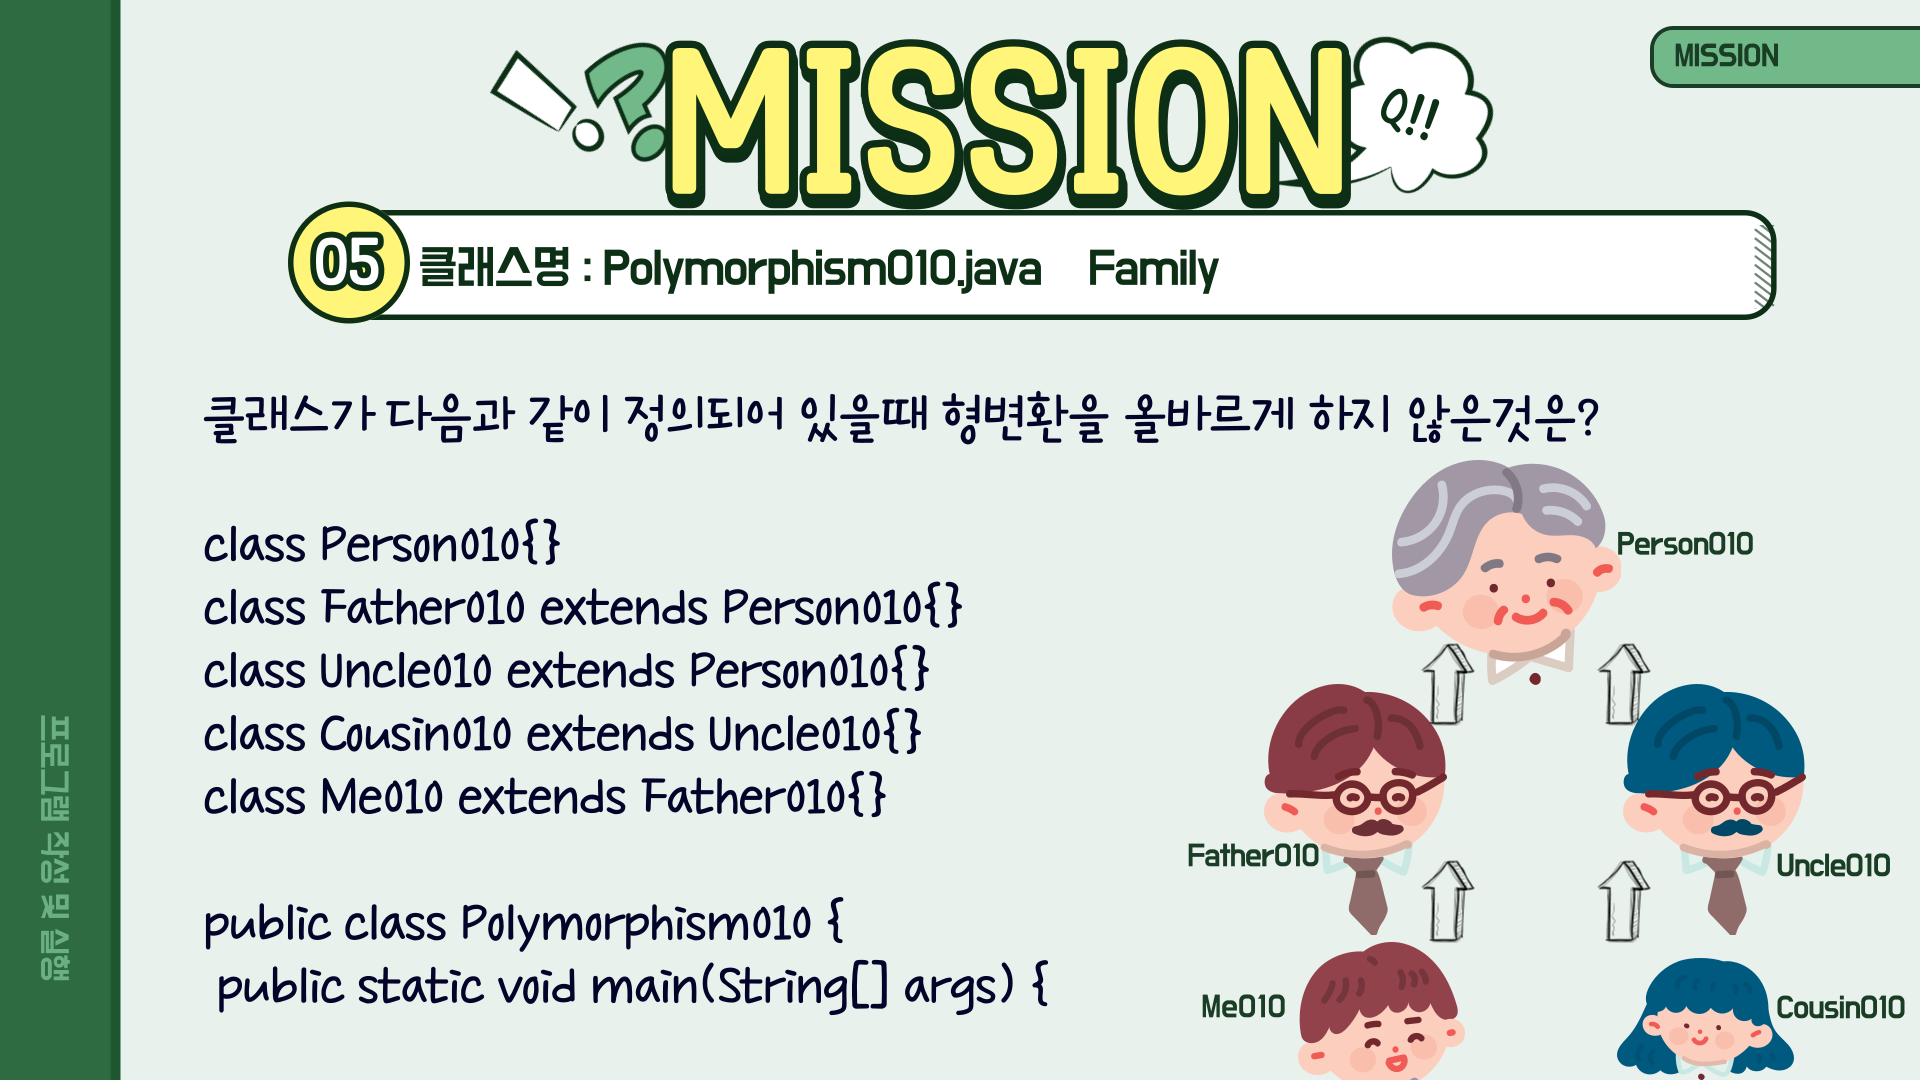 MISSION
MISSION
Q!!
05 클래스명 : Polymorphism010.java Family
클래스가 다음과 같이 정의되어 있을때 형변환을 올바르게 하지 않은것은?
class Person010{}
class Father010 extends Person010{}
class Uncle010 extends Person010{}
class Cousin010 extends Uncle010{}
class Me010 extends Father010{}
public class Polymorphism010 {
public static void main(String[] args) {
Person010
Father010
Uncle010
Me010
Cousin010
프로그램 작성 및 실행